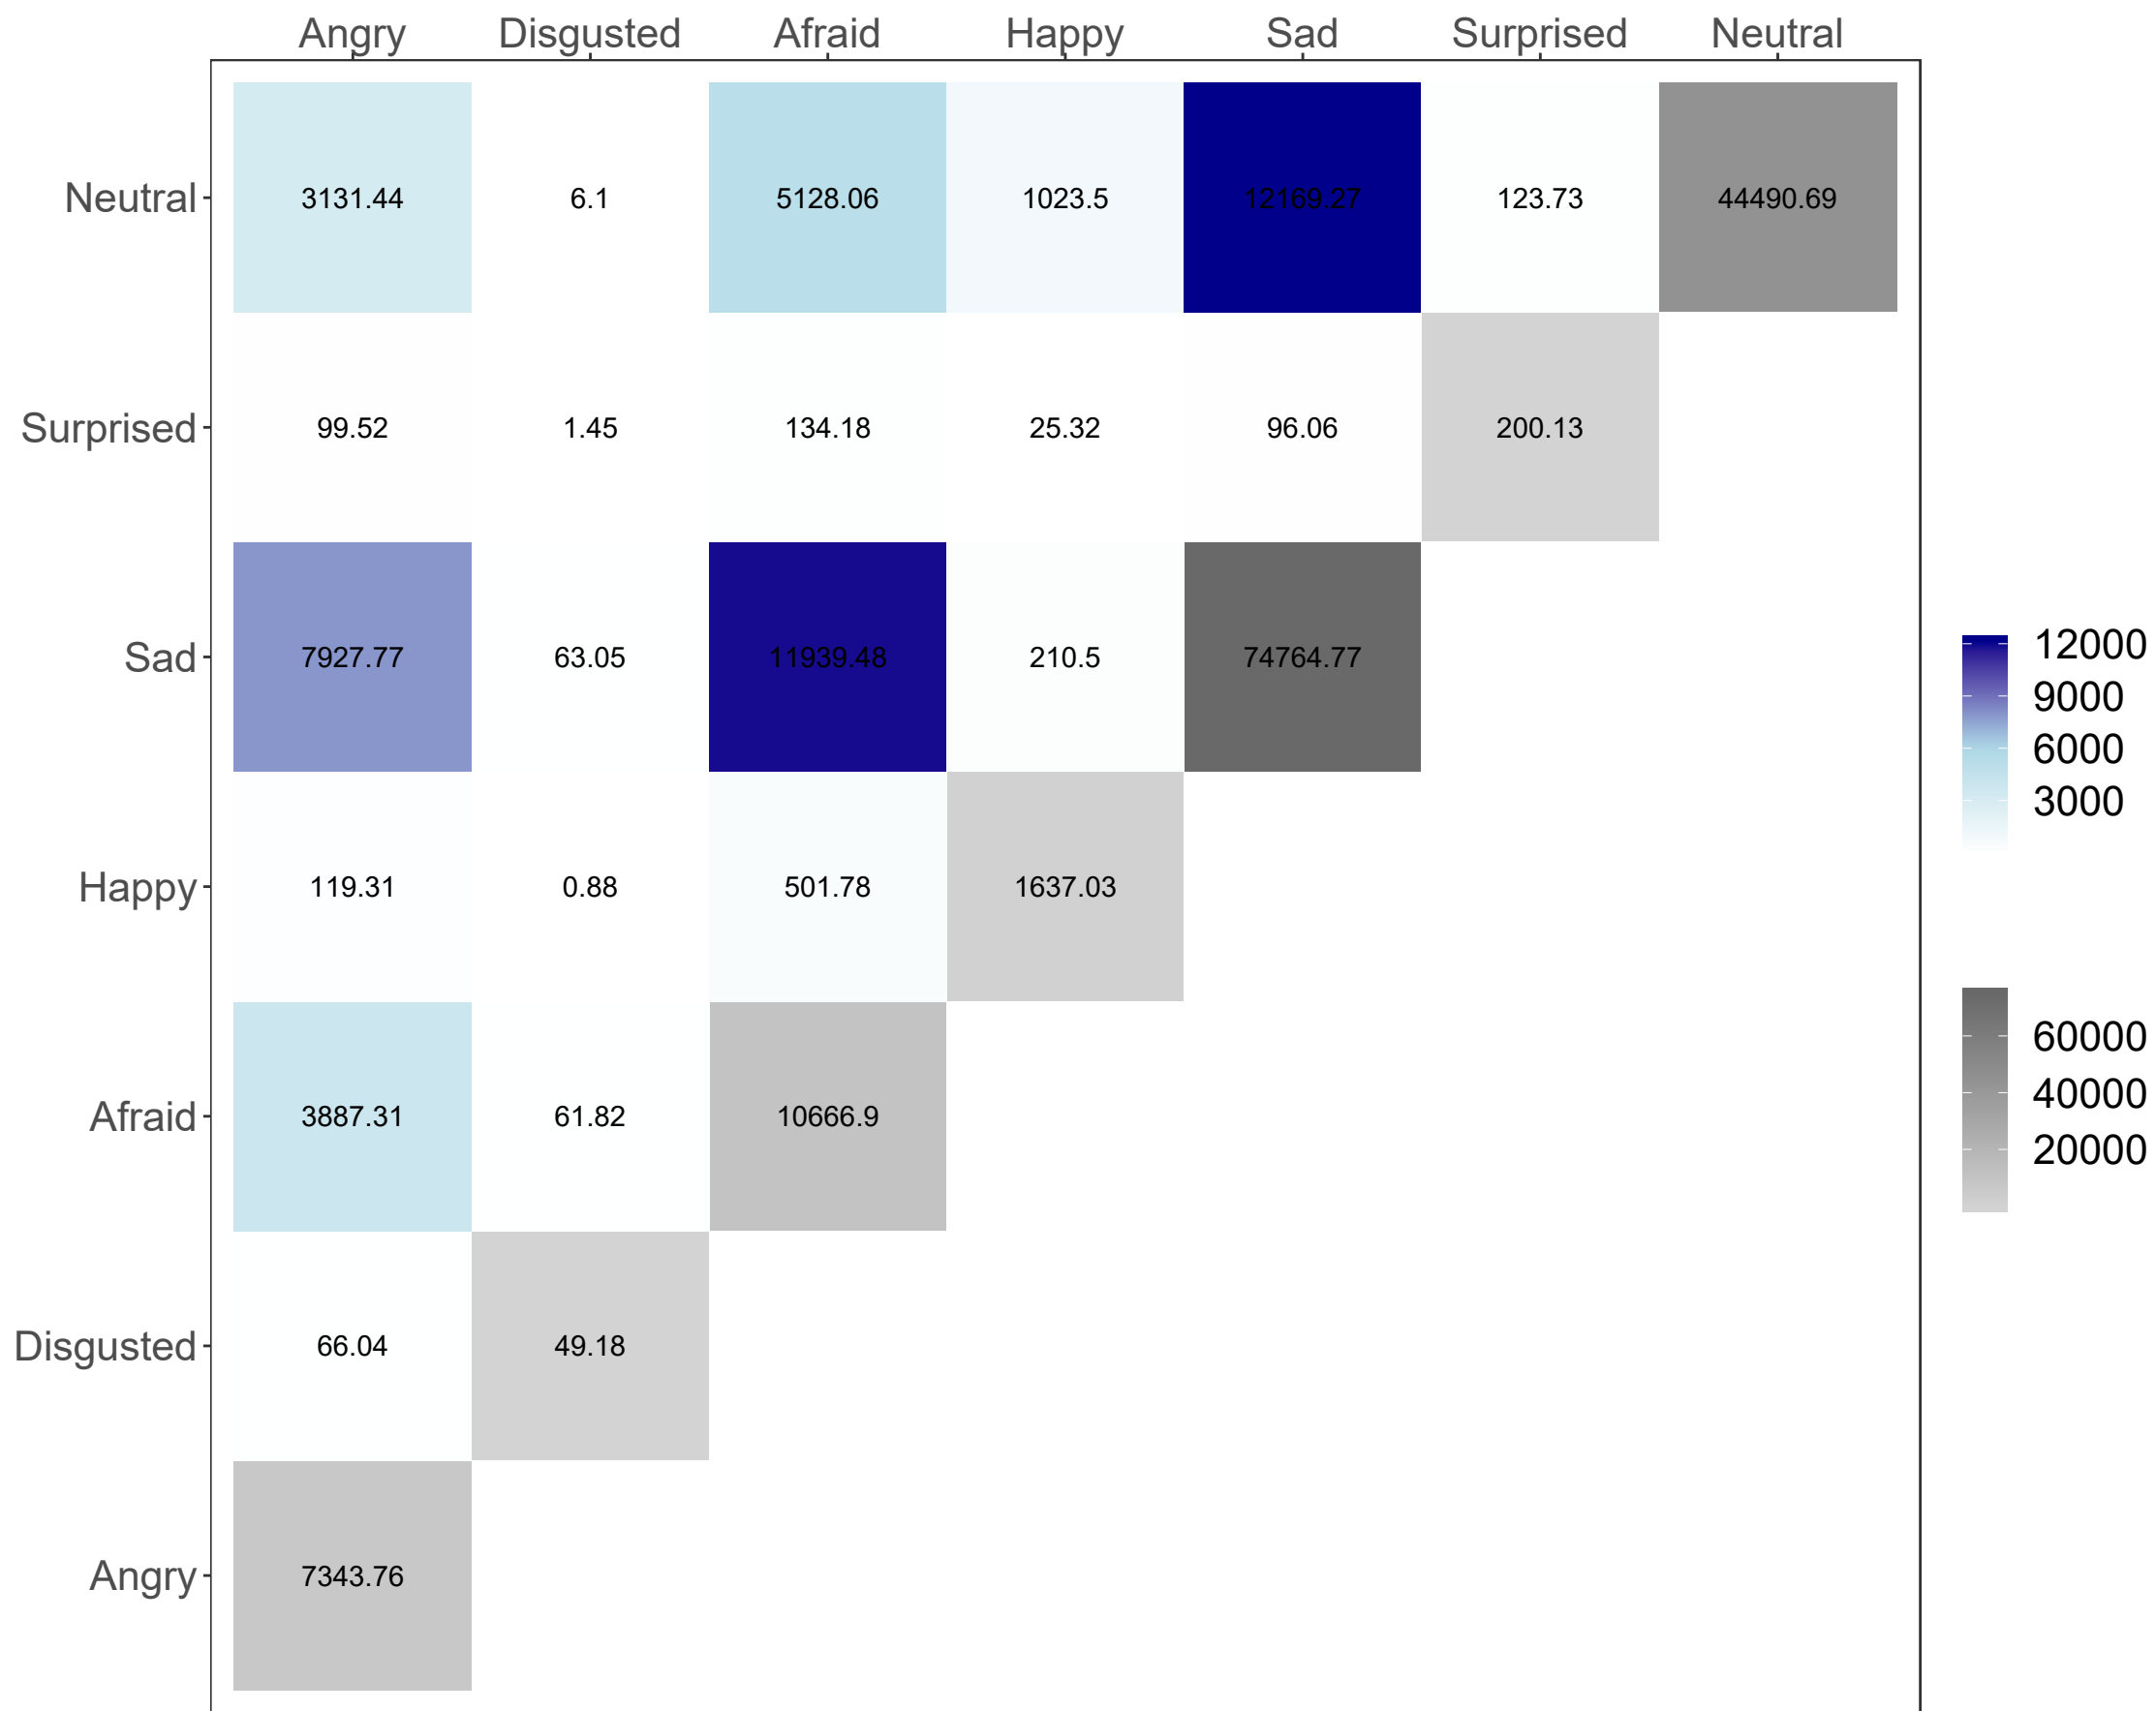 Angry Disgusted Afraid Happy Sad Surprised Neutral
Neutral 3131.44 6.1 5128.06 1023.5 12169.27 123.73 44490.69
Surprised 99.52 1.45 134.18 25.32 96.06 200.13
Sad 7927.77 63.05 11939.48 210.5 74764.77
Happy 119.31 0.88 501.78 1637.03
Afraid 3887.31 61.82 10666.9
Disgusted 66.04 49.18
Angry 7343.76
12000
9000
6000
3000
60000
40000
20000